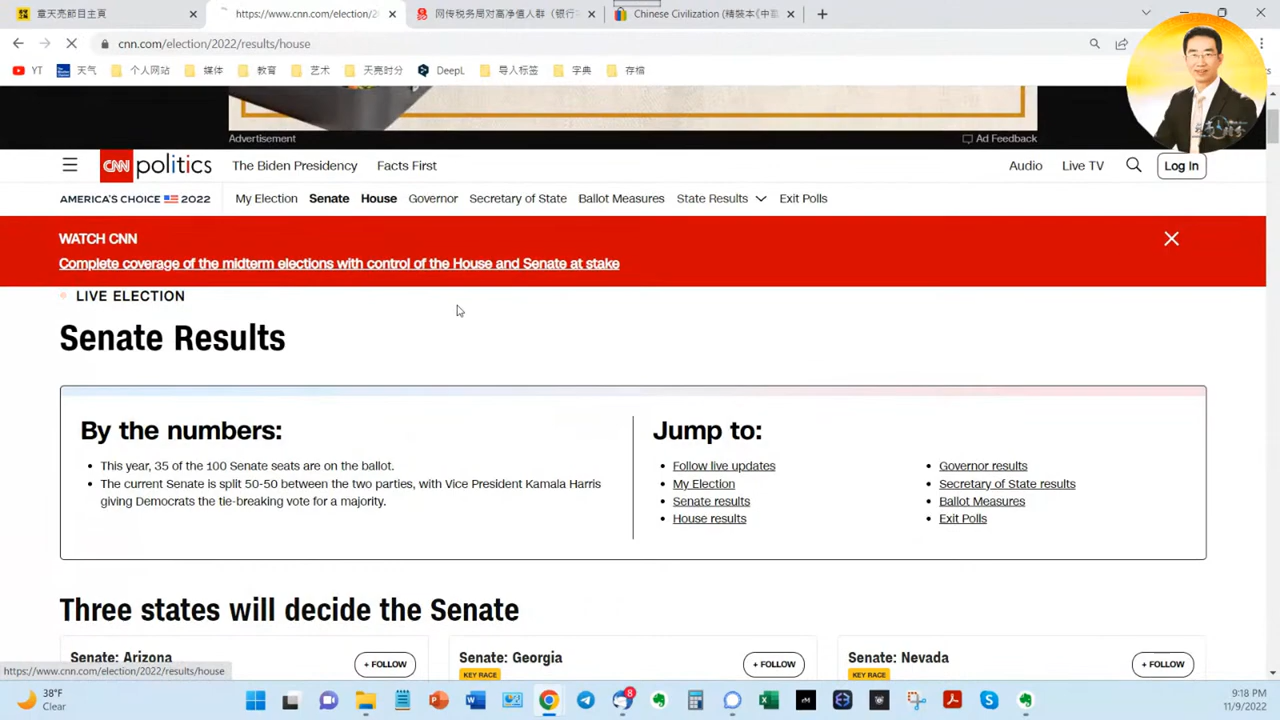 章天亮節目主頁
https://www.cnn.com/election/20
网传税务局对高净值人群（银行
Chinese Civilization (精裝本《中
cnn.com/election/2022/results/house
YT
天气
个人网站
媒体
教育
艺术
天亮时分
DeepL
导入标签
字典
存檔
Advertisement
Ad Feedback
CNN politics
The Biden Presidency
Facts First
Audio
Live TV
Log In
AMERICA'S CHOICE 2022
My Election
Senate
House
Governor
Secretary of State
Ballot Measures
State Results
Exit Polls
WATCH CNN
Complete coverage of the midterm elections with control of the House and Senate at stake
LIVE ELECTION
Senate Results
By the numbers:
This year, 35 of the 100 Senate seats are on the ballot.
The current Senate is split 50-50 between the two parties, with Vice President Kamala Harris
giving Democrats the tie-breaking vote for a majority.
Jump to:
Follow live updates
My Election
Senate results
House results
Governor results
Secretary of State results
Ballot Measures
Exit Polls
Three states will decide the Senate
Senate: Arizona
+ FOLLOW
Senate: Georgia
KEY RACE
+ FOLLOW
Senate: Nevada
KEY RACE
+ FOLLOW
https://www.cnn.com/election/2022/results/house
38°F
Clear
8
9:18 PM
11/9/2022